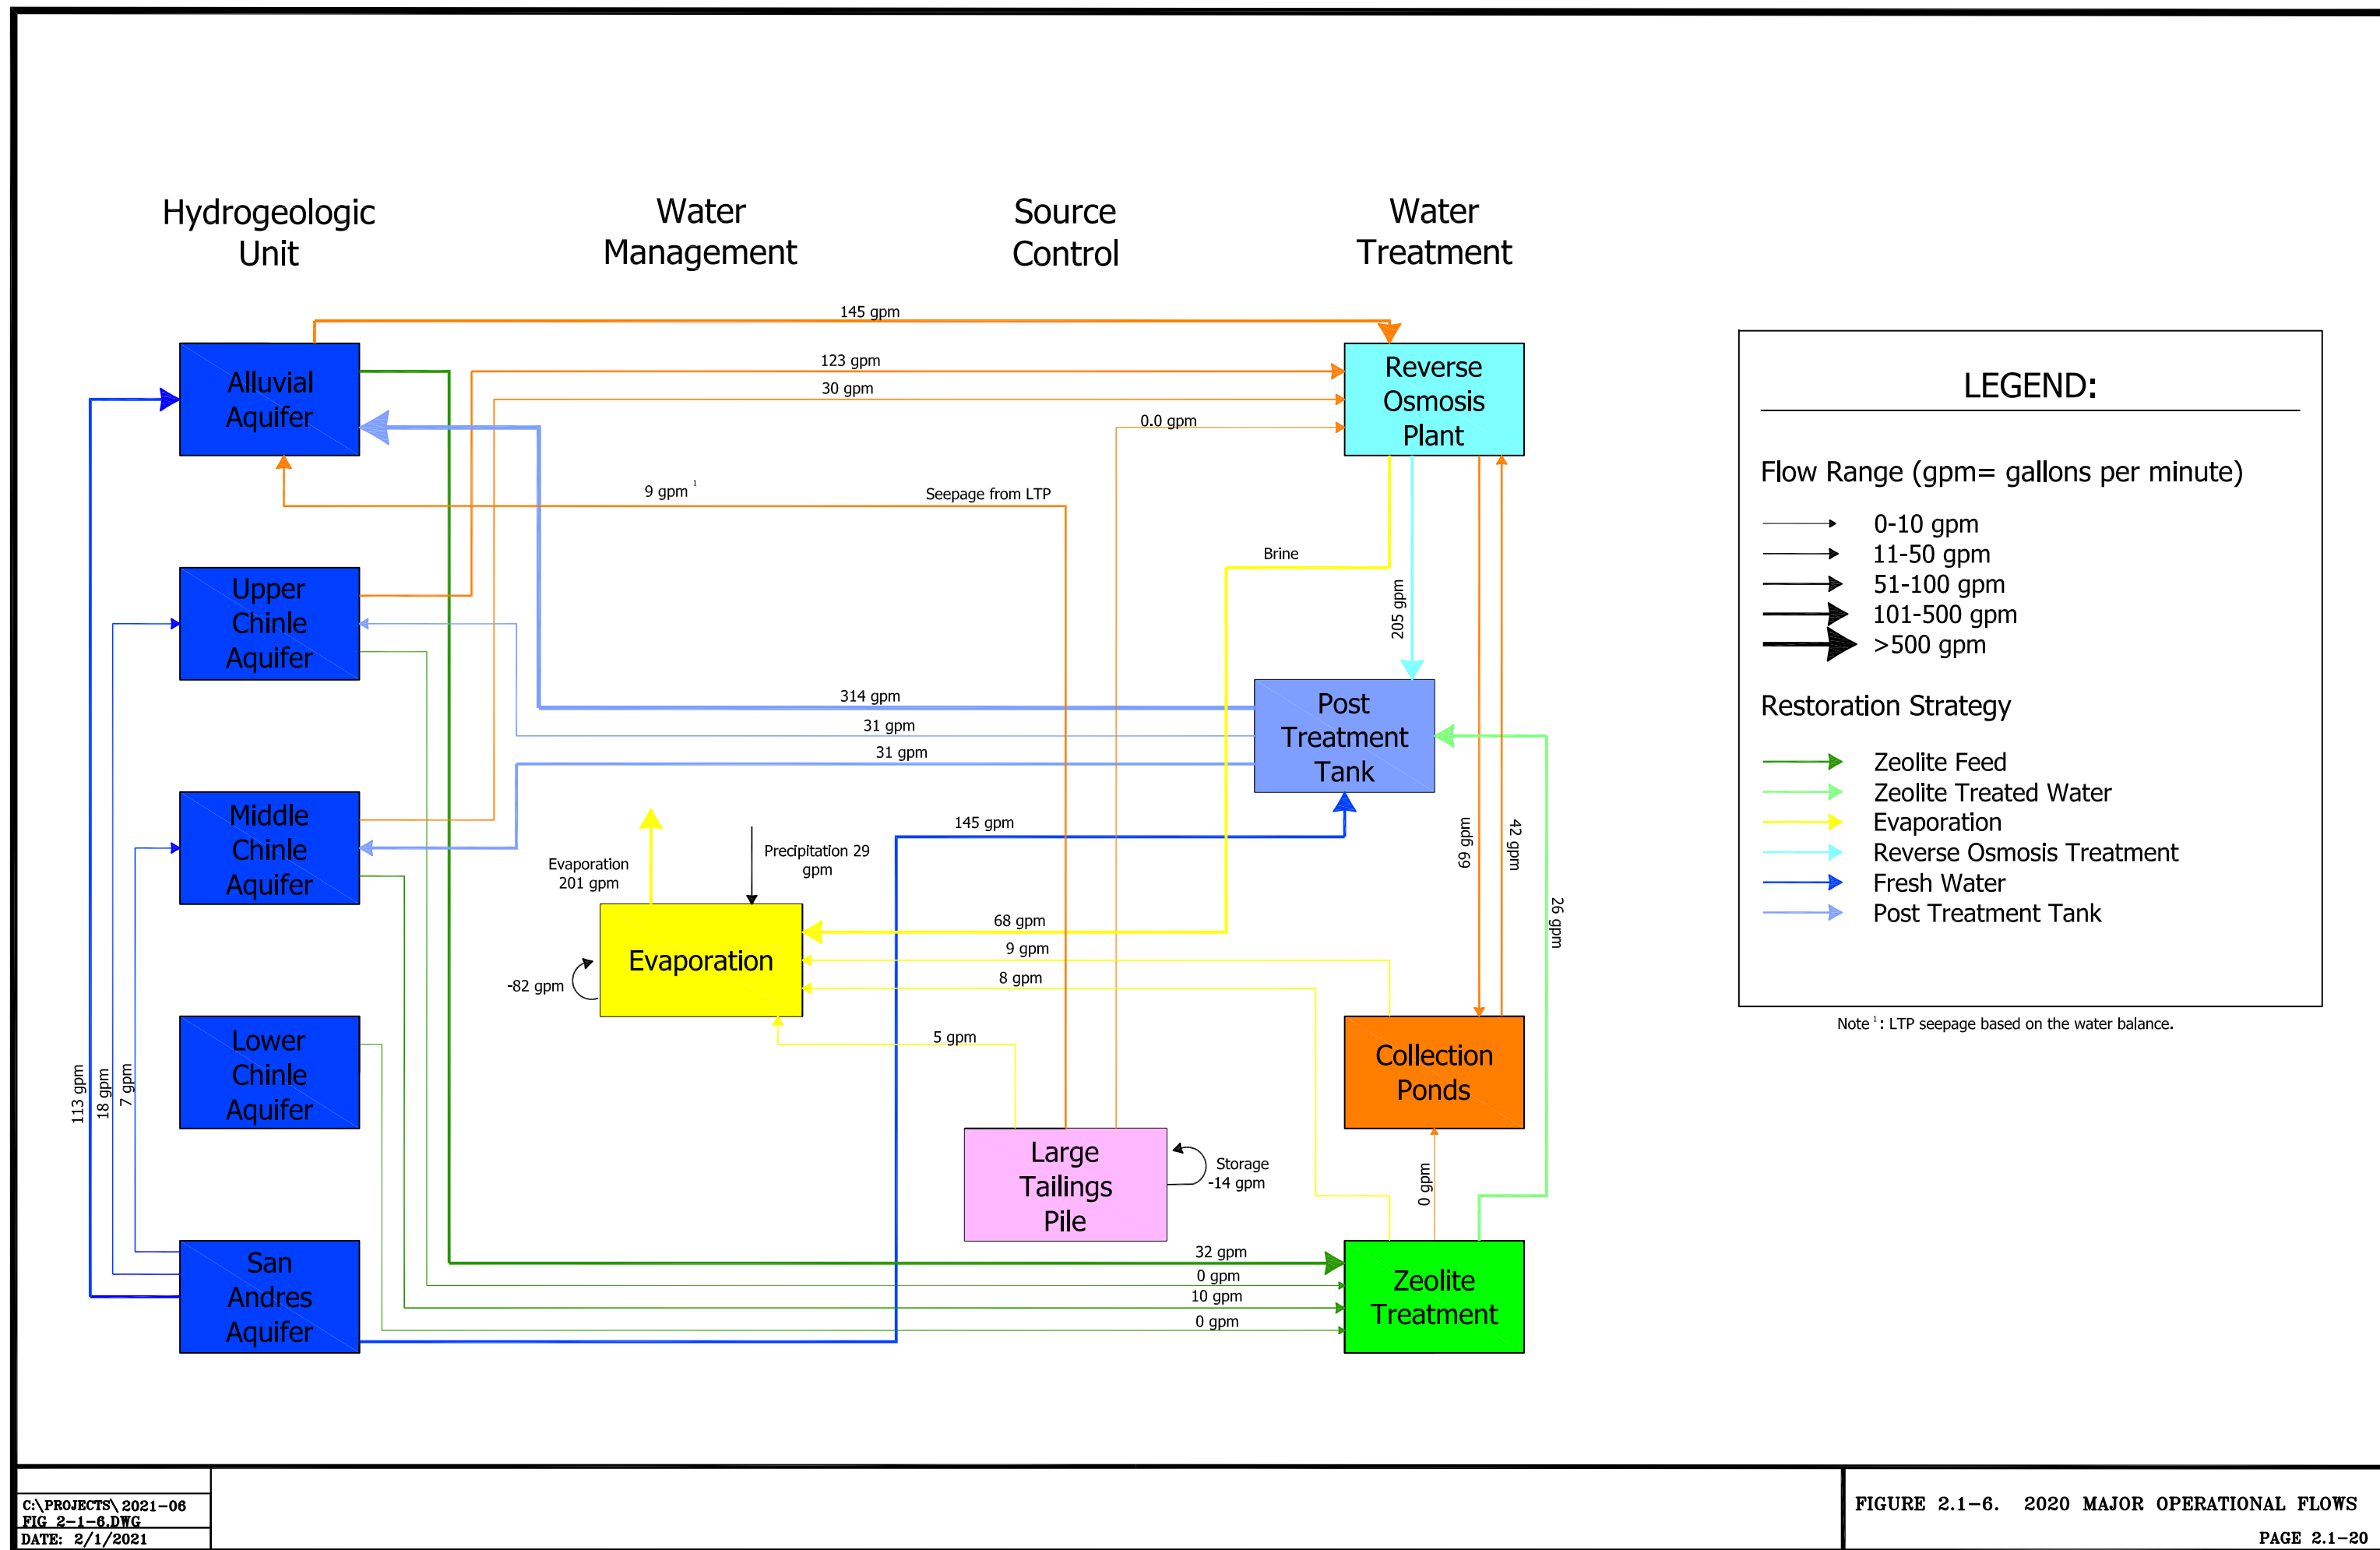 Hydrogeologic
Unit
Water
Management
Source
Control
Water
Treatment
145 gpm
123 gpm
30 gpm
0.0 gpm
Alluvial
Aquifer
Reverse
Osmosis
Plant
9 gpm 1
Seepage from LTP
Brine
205 gpm
Upper
Chinle
Aquifer
314 gpm
31 gpm
31 gpm
Post
Treatment
Tank
Middle
Chinle
Aquifer
145 gpm
69 gpm
42 gpm
26 gpm
Evaporation
201 gpm
Precipitation 29
gpm
68 gpm
9 gpm
8 gpm
Evaporation
-82 gpm
5 gpm
Lower
Chinle
Aquifer
Collection
Ponds
113 gpm
18 gpm
7 gpm
Large
Tailings
Pile
Storage
-14 gpm
0 gpm
San
Andres
Aquifer
32 gpm
0 gpm
10 gpm
0 gpm
Zeolite
Treatment
LEGEND:
Flow Range (gpm= gallons per minute)
0-10 gpm
11-50 gpm
51-100 gpm
101-500 gpm
>500 gpm
Restoration Strategy
Zeolite Feed
Zeolite Treated Water
Evaporation
Reverse Osmosis Treatment
Fresh Water
Post Treatment Tank
Note 1: LTP seepage based on the water balance.
C:\PROJECTS\2021-06
FIG 2-1-6.DWG
DATE: 2/1/2021
FIGURE 2.1-6. 2020 MAJOR OPERATIONAL FLOWS
PAGE 2.1-20